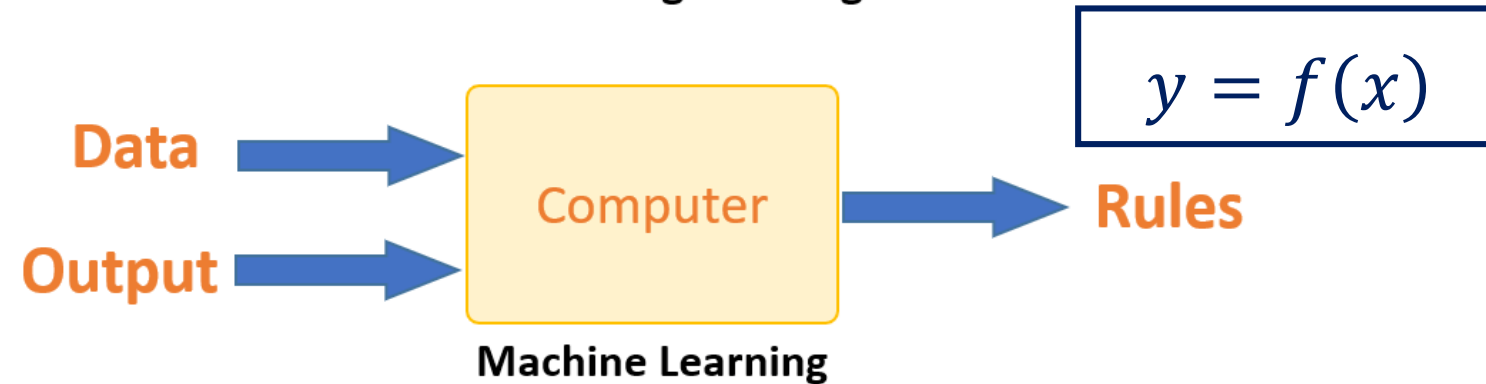 y = f(x)
Data
Computer
Rules
Output
Machine Learning